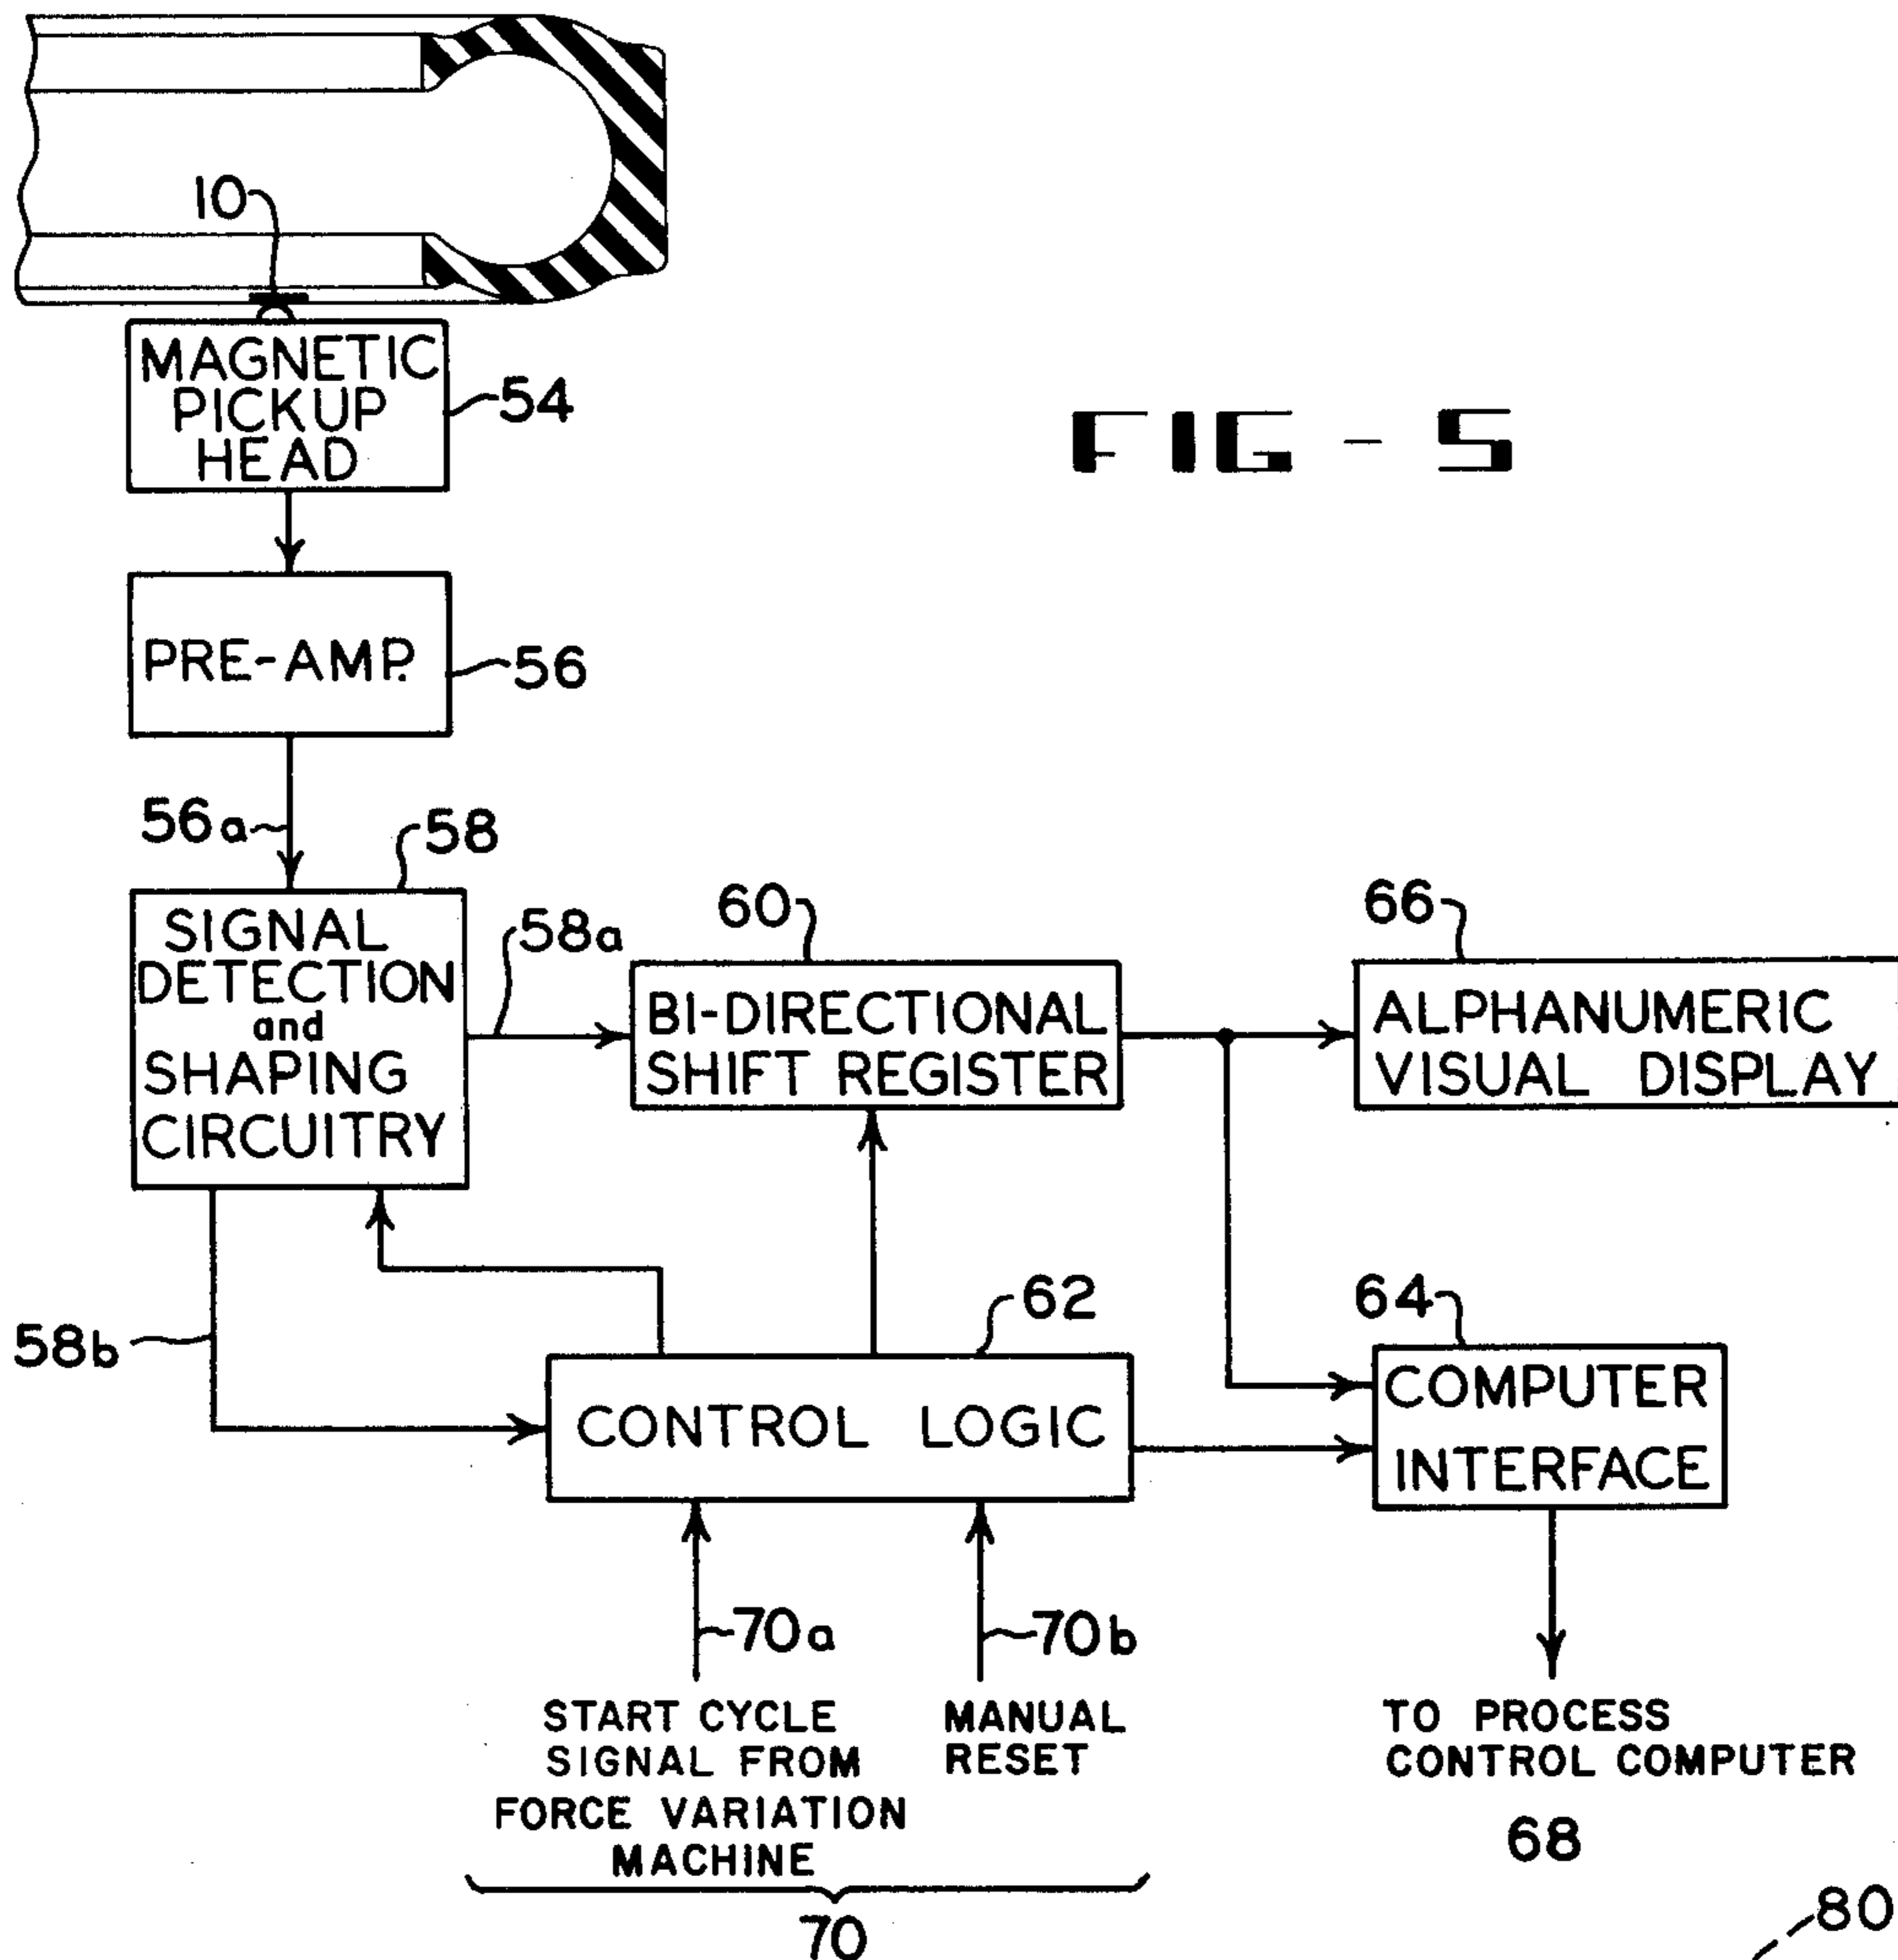 10
MAGNETIC
PICKUP
HEAD
54
FIG - 5
PRE-AMP.
56
56a
58
SIGNAL
DETECTION
and
SHAPING
CIRCUITRY
58a
60
BI-DIRECTIONAL
SHIFT REGISTER
66
ALPHANUMERIC
VISUAL DISPLAY
58b
62
CONTROL LOGIC
64
COMPUTER
INTERFACE
70a
70b
START CYCLE
SIGNAL FROM
FORCE VARIATION
MACHINE
MANUAL
RESET
TO PROCESS
CONTROL COMPUTER
68
70
80